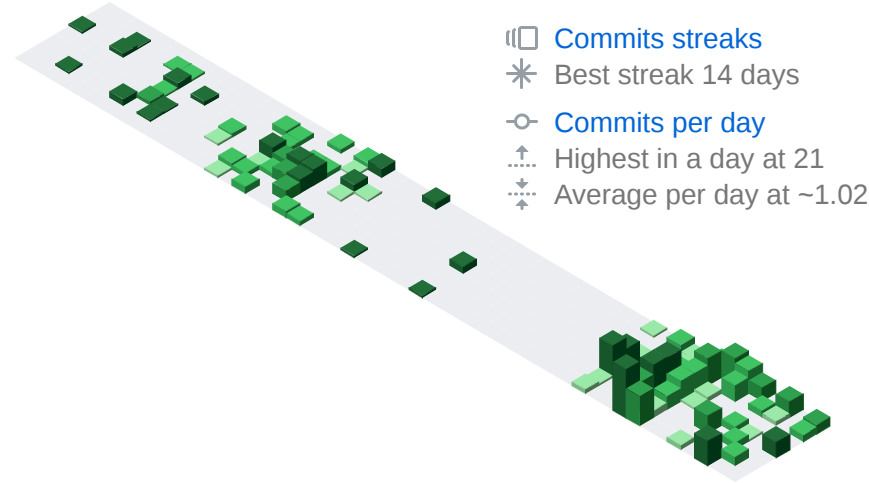 Commits streaks
Best streak 14 days
Commits per day
Highest in a day at 21
Average per day at ~1.02